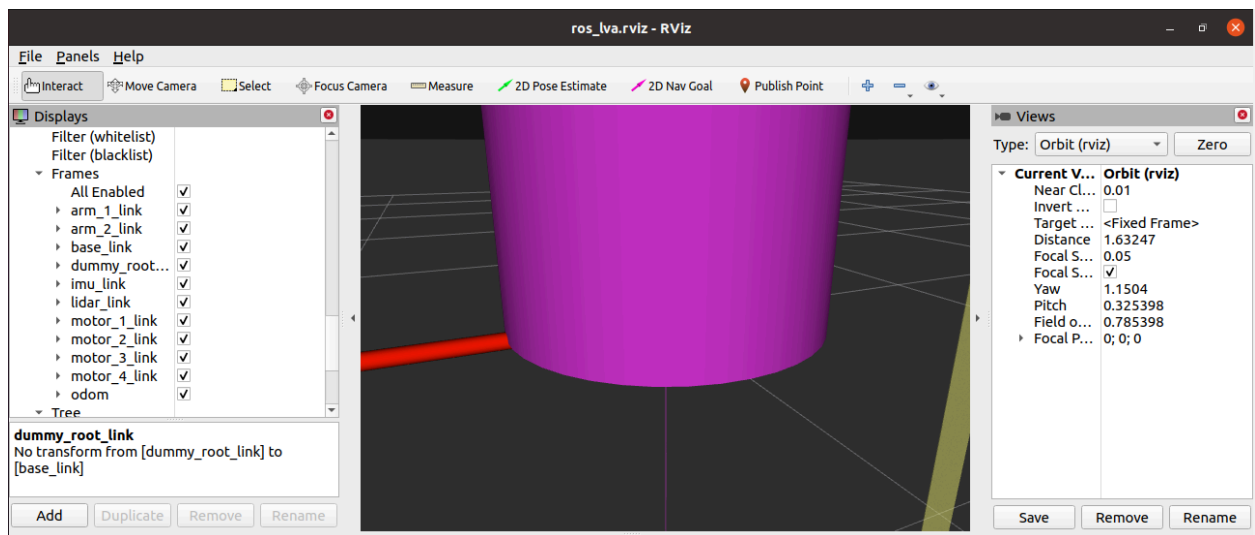 ros_lva.rviz - RViz
File Panels Help
Interact Move Camera Select Focus Camera Measure 2D Pose Estimate 2D Nav Goal Publish Point
Displays
Filter (whitelist)
Filter (blacklist)
Frames
All Enabled
arm_1_link
arm_2_link
base_link
dummy_root...
imu_link
lidar_link
motor_1_link
motor_2_link
motor_3_link
motor_4_link
odom
Tree
dummy_root_link
No transform from [dummy_root_link] to
[base_link]
Add Duplicate Remove Rename
Views
Type: Orbit (rviz) Zero
Current V... Orbit (rviz)
Near Cl... 0.01
Invert ...
Target ... <Fixed Frame>
Distance 1.63247
Focal S... 0.05
Focal S...
Yaw 1.1504
Pitch 0.325398
Field o... 0.785398
Focal P... 0; 0; 0
Save Remove Rename